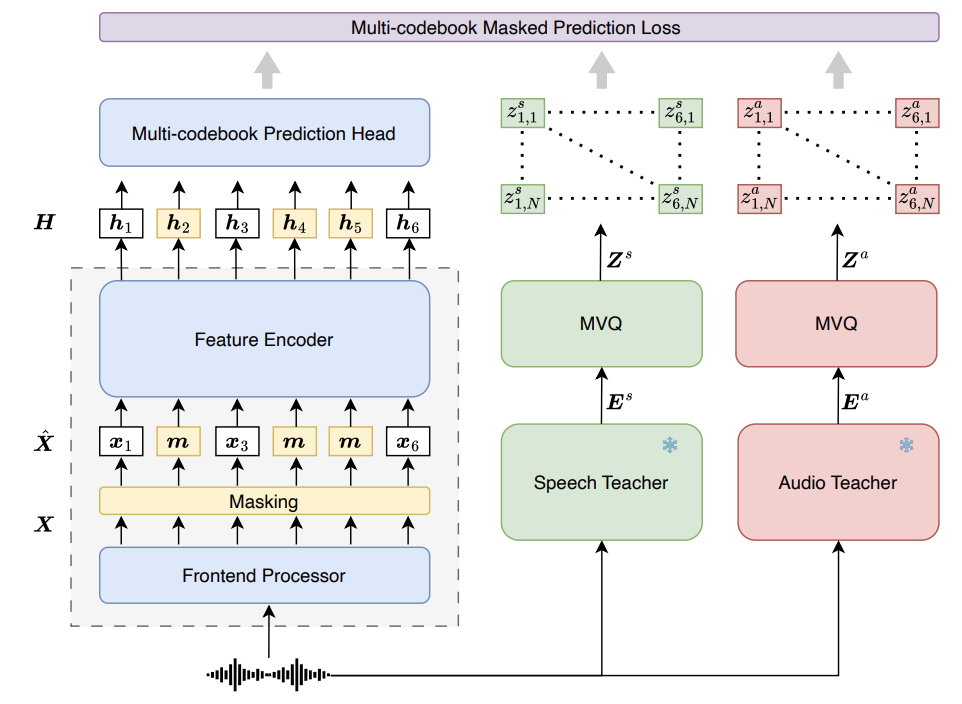 Multi-codebook Masked Prediction Loss
Multi-codebook Prediction Head
z^s_{1,1} z^s_{6,1} z^a_{1,1} z^a_{6,1}
z^s_{1,N} z^s_{6,N} z^a_{1,N} z^a_{6,N}
H h_1 h_2 h_3 h_4 h_5 h_6
Z^s Z^a
Feature Encoder
MVQ MVQ
E^s E^a
X̂ x_1 m x_3 m m x_6
Speech Teacher Audio Teacher
Masking
X
Frontend Processor